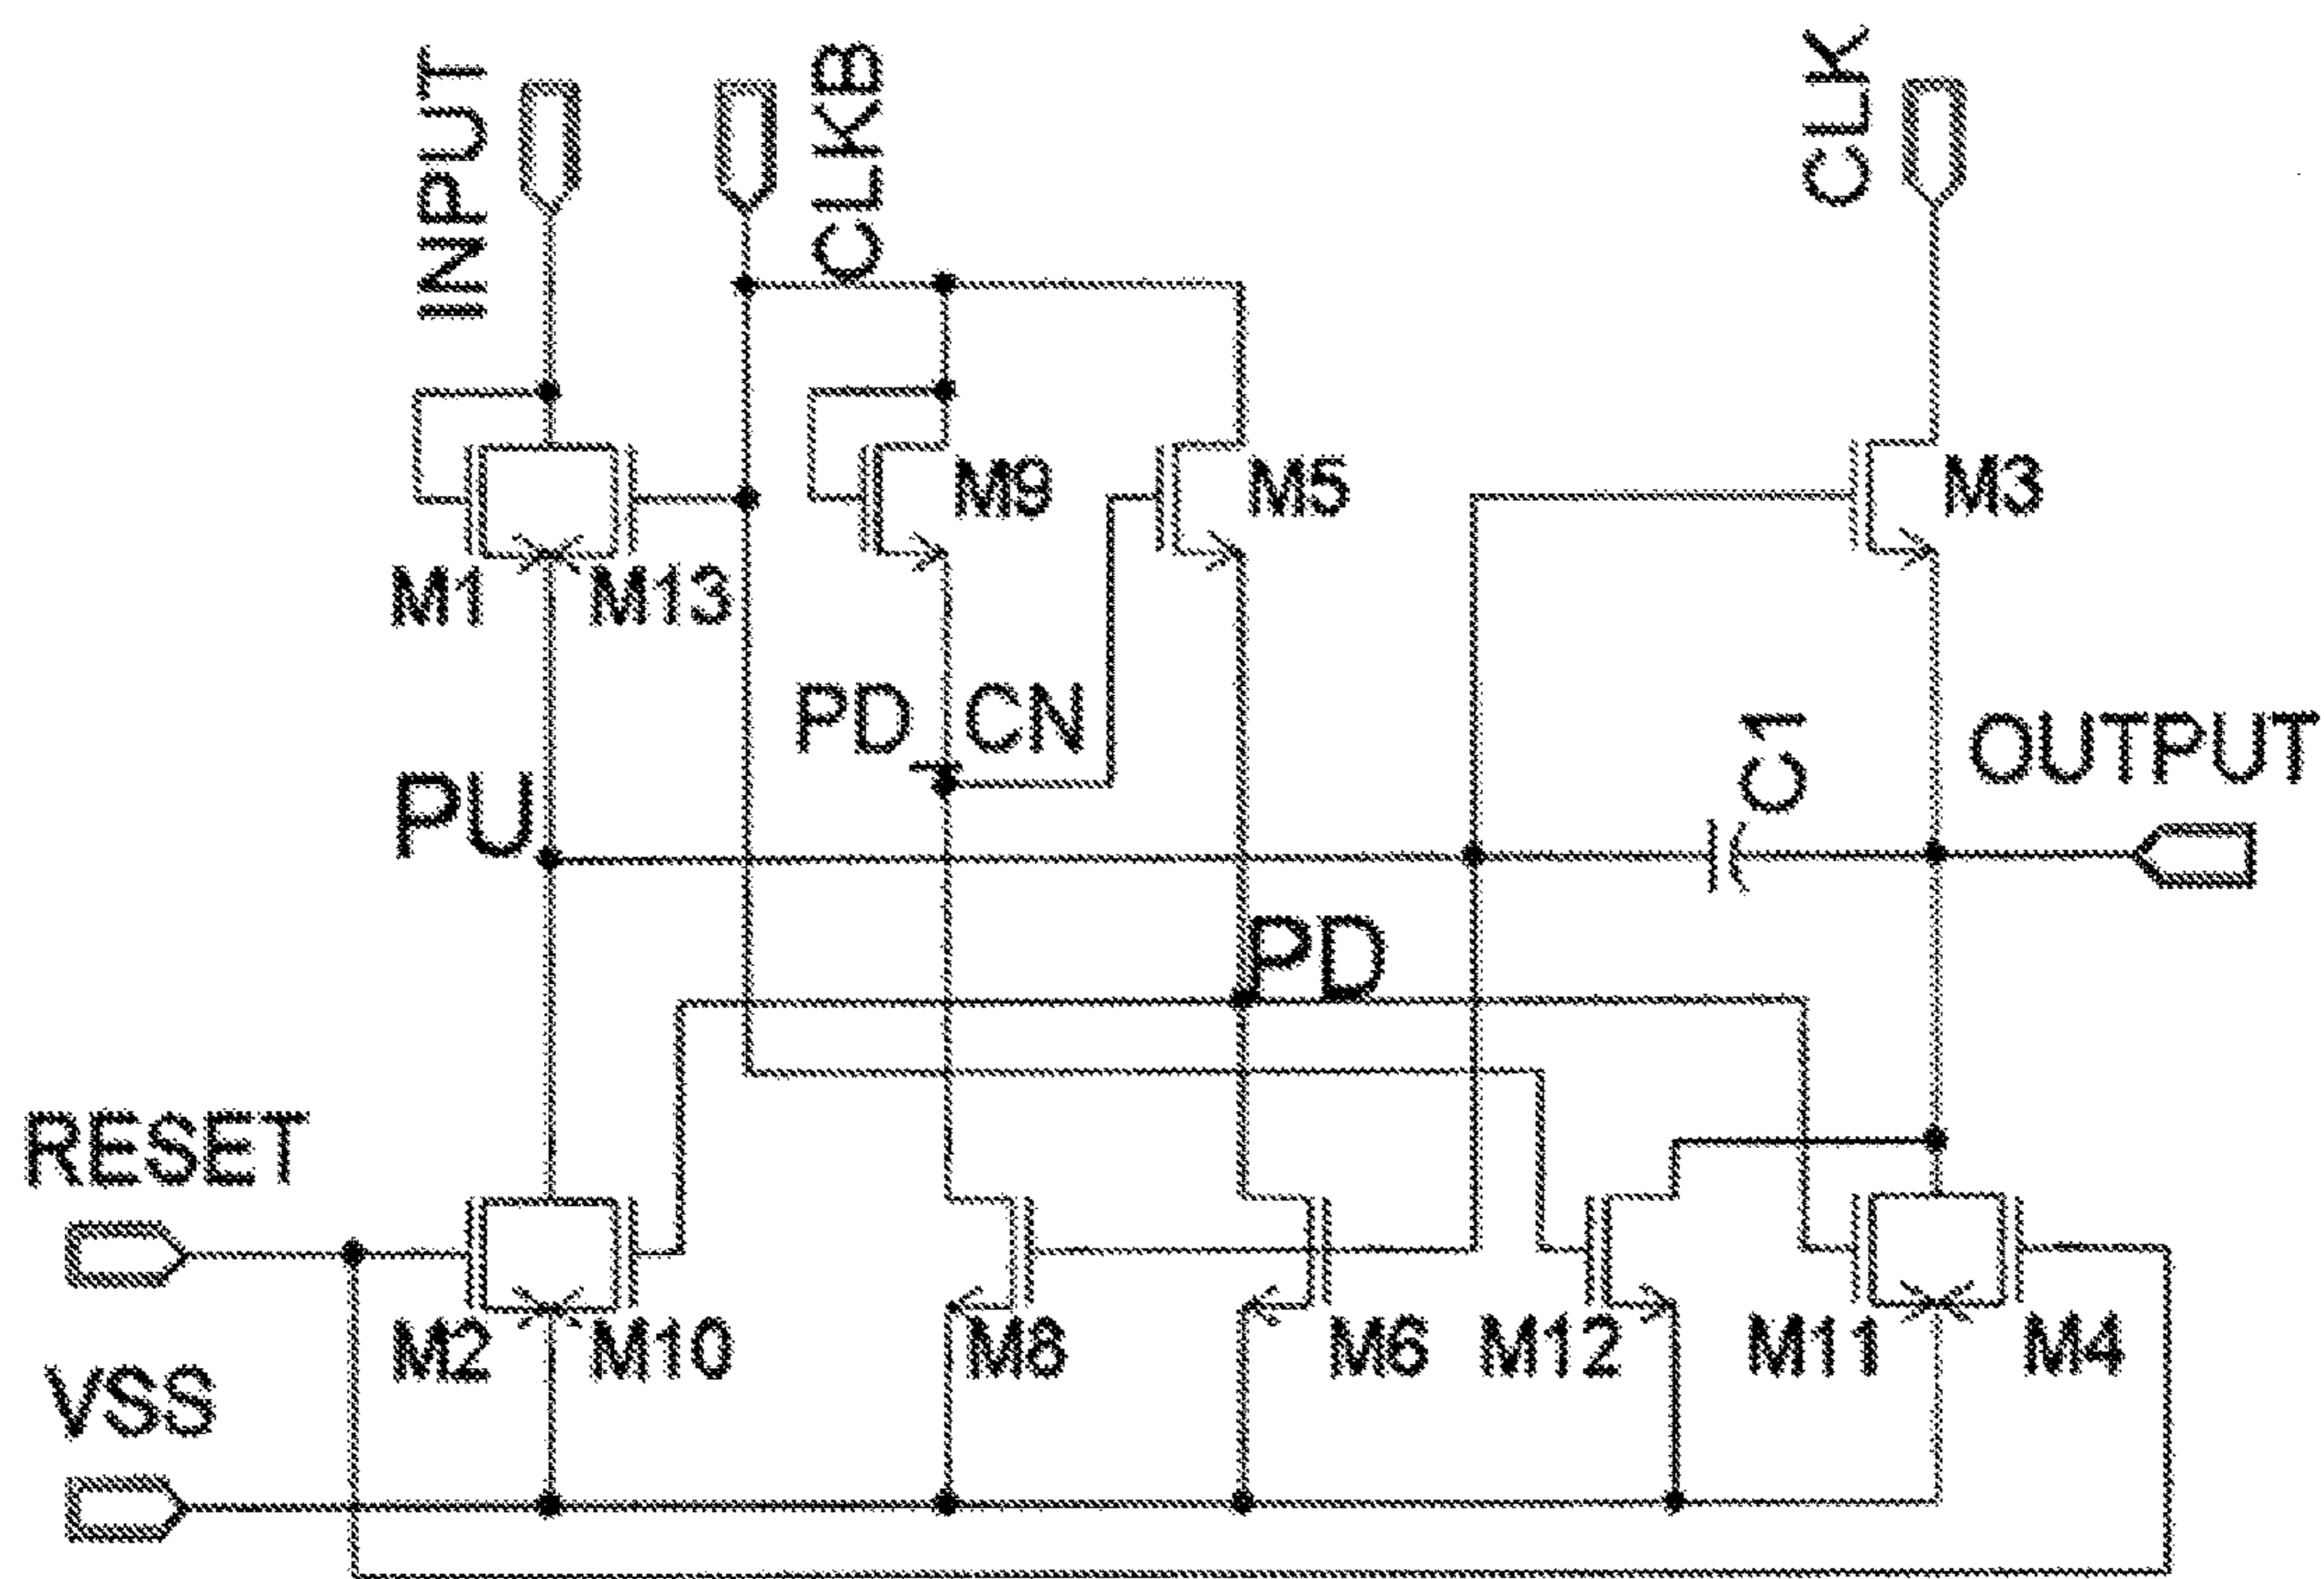 INPUT
CLKB
CLK
M9
M5
M3
M1
M13
PD_CN
C1
OUTPUT
PU
PD
RESET
M2
M10
M8
M6
M12
M11
M4
VSS